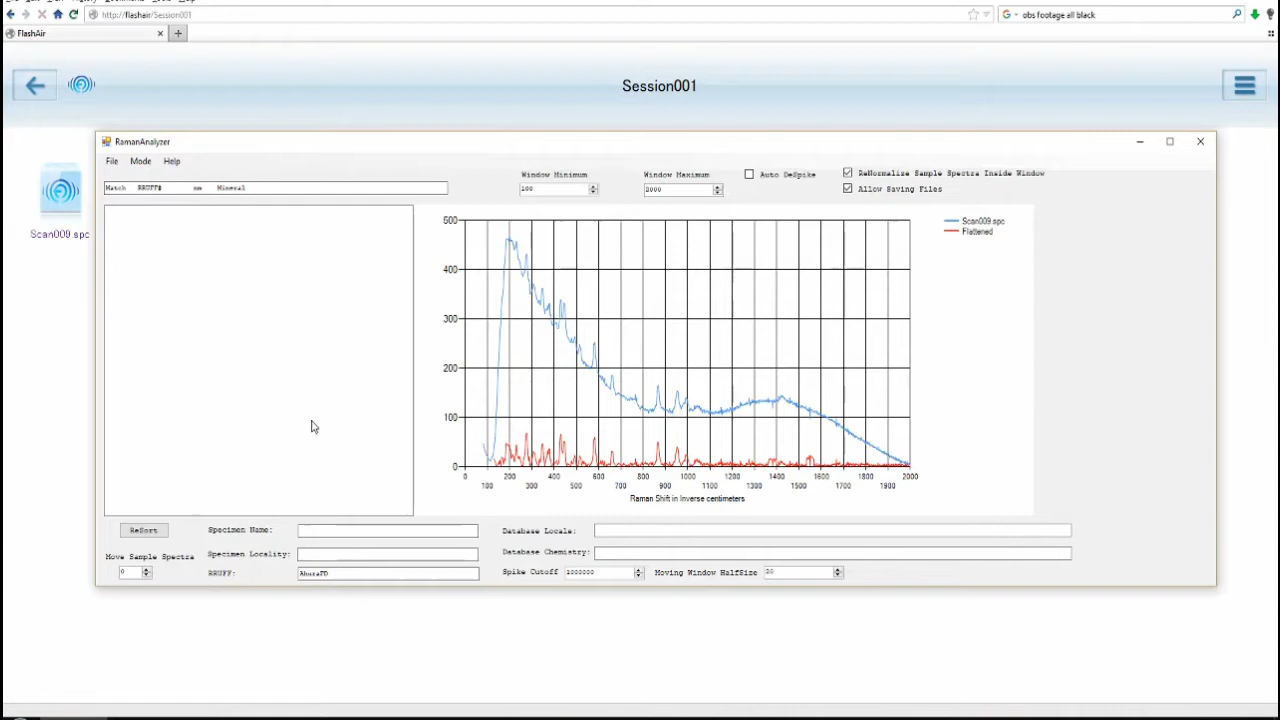 http://flashair/Session001
obs footage all black
FlashAir
Session001
Scan009.spc
RamanAnalyzer
File Mode Help
Match RRUFF# nm Mineral
Window Minimum
100
Window Maximum
2000
Auto DeSpike
ReNormalize Sample Spectra Inside Window
Allow Saving Files
500
400
300
200
100
0
0 200 400 600 800 1000 1200 1400 1600 1800 2000
100 300 500 700 900 1100 1300 1500 1700 1900
Raman Shift in Inverse centimeters
Scan009.spc
Flattened
ReSort
Move Sample Spectra
0
Specimen Name:
Specimen Locality:
RRUFF:
AhuraFD
Database Locale:
Database Chemistry:
Spike Cutoff
1000000
Moving Window HalfSize
20